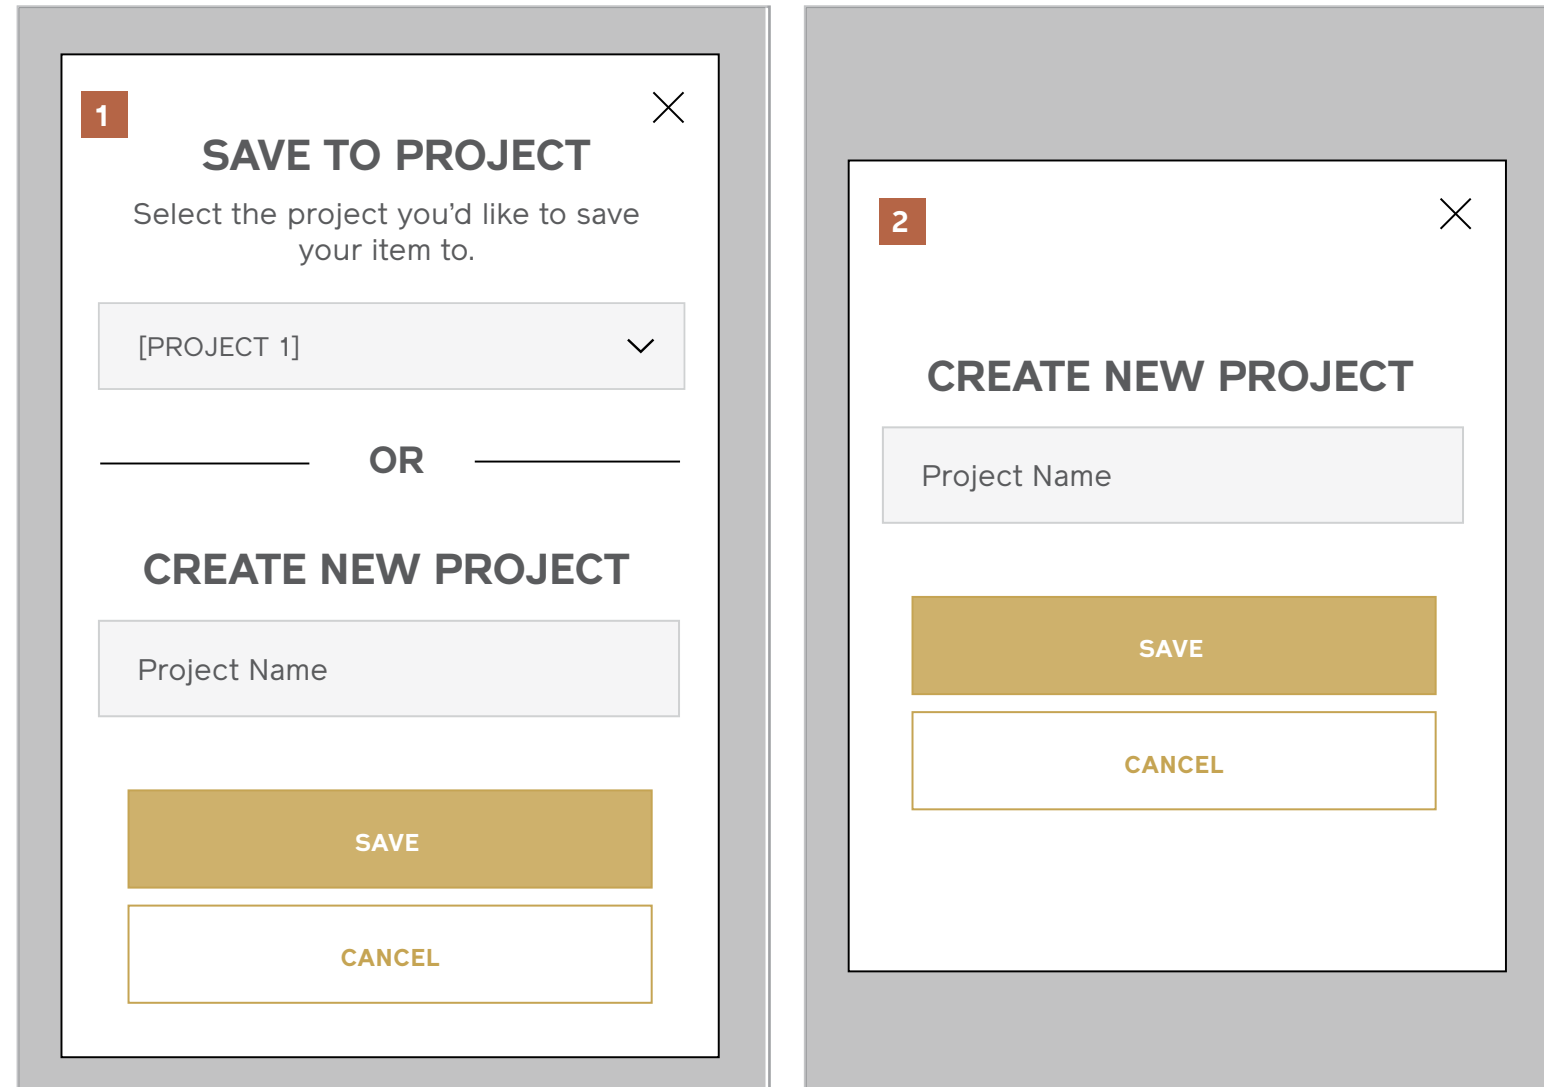 1
SAVE TO PROJECT
Select the project you’d like to save
your item to.
[PROJECT 1]
OR
CREATE NEW PROJECT
Project Name
SAVE
CANCEL
2
CREATE NEW PROJECT
Project Name
SAVE
CANCEL